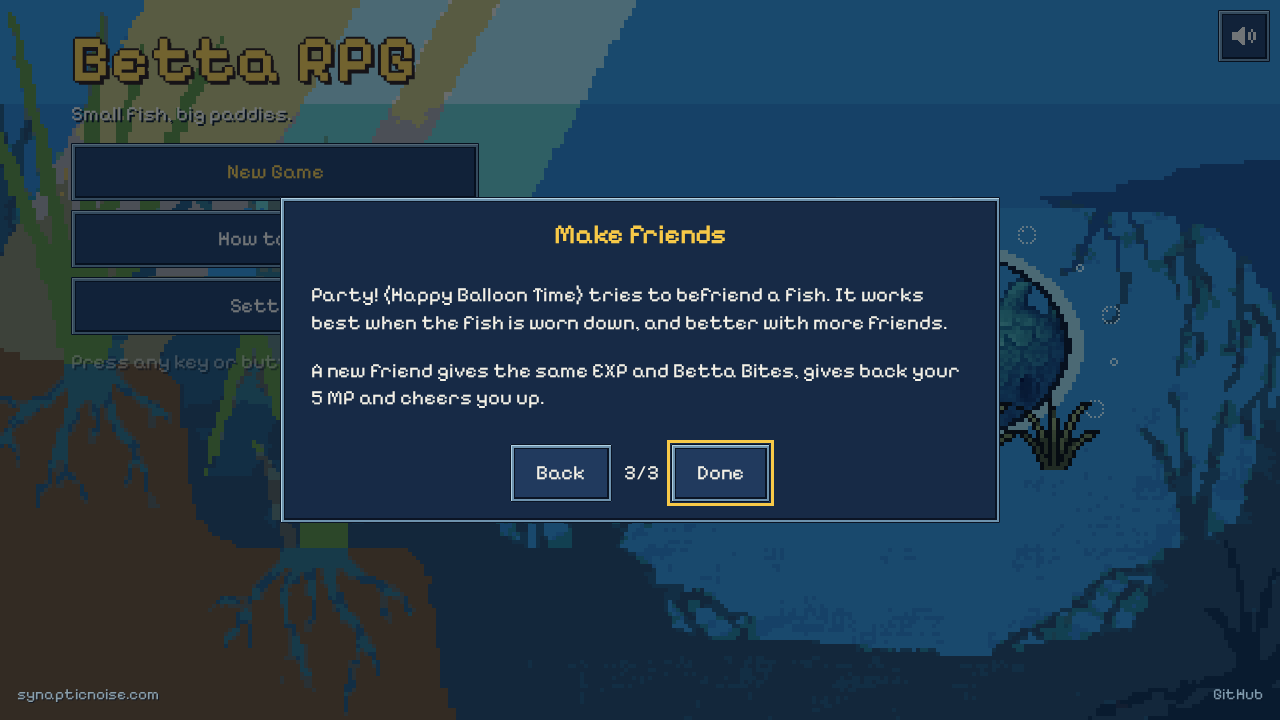 Betta RPG
Small fish, big paddies.
New Game
How to
Sett
Press any key or but
Make Friends
Party! {Happy Balloon Time} tries to befriend a fish. It works
best when the fish is worn down, and better with more friends.
A new friend gives the same EXP and Betta Bites, gives back your
5 MP and cheers you up.
Back
3/3
Done
synapticnoise.com
GitHub